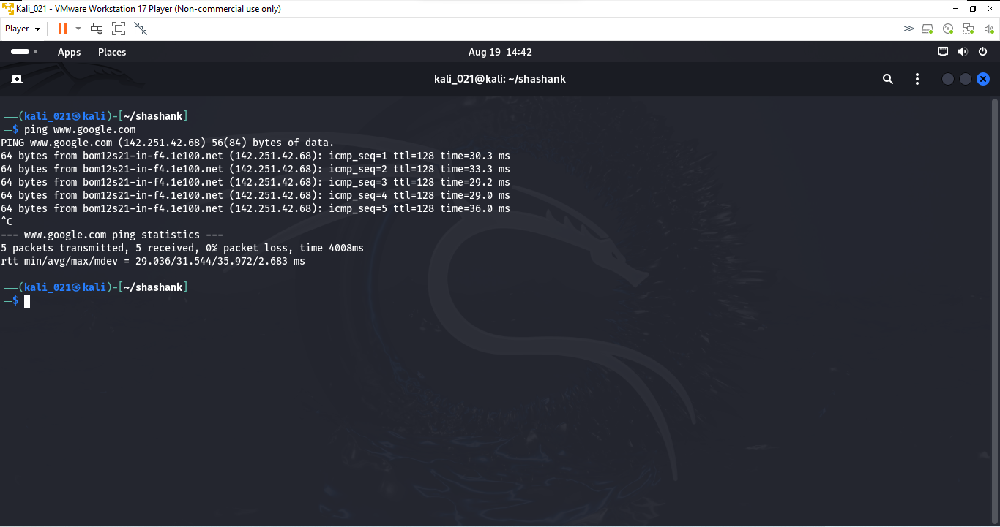 Kali_021 - VMware Workstation 17 Player (Non-commercial use only)
Player
Apps Places Aug 19 14:42
kali_021@kali: ~/shashank
┌──(kali_021㉿kali)-[~/shashank]
└─$ ping www.google.com
PING www.google.com (142.251.42.68) 56(84) bytes of data.
64 bytes from bom12s21-in-f4.1e100.net (142.251.42.68): icmp_seq=1 ttl=128 time=30.3 ms
64 bytes from bom12s21-in-f4.1e100.net (142.251.42.68): icmp_seq=2 ttl=128 time=33.3 ms
64 bytes from bom12s21-in-f4.1e100.net (142.251.42.68): icmp_seq=3 ttl=128 time=29.2 ms
64 bytes from bom12s21-in-f4.1e100.net (142.251.42.68): icmp_seq=4 ttl=128 time=29.0 ms
64 bytes from bom12s21-in-f4.1e100.net (142.251.42.68): icmp_seq=5 ttl=128 time=36.0 ms
^C
--- www.google.com ping statistics ---
5 packets transmitted, 5 received, 0% packet loss, time 4008ms
rtt min/avg/max/mdev = 29.036/31.544/35.972/2.683 ms
┌──(kali_021㉿kali)-[~/shashank]
└─$